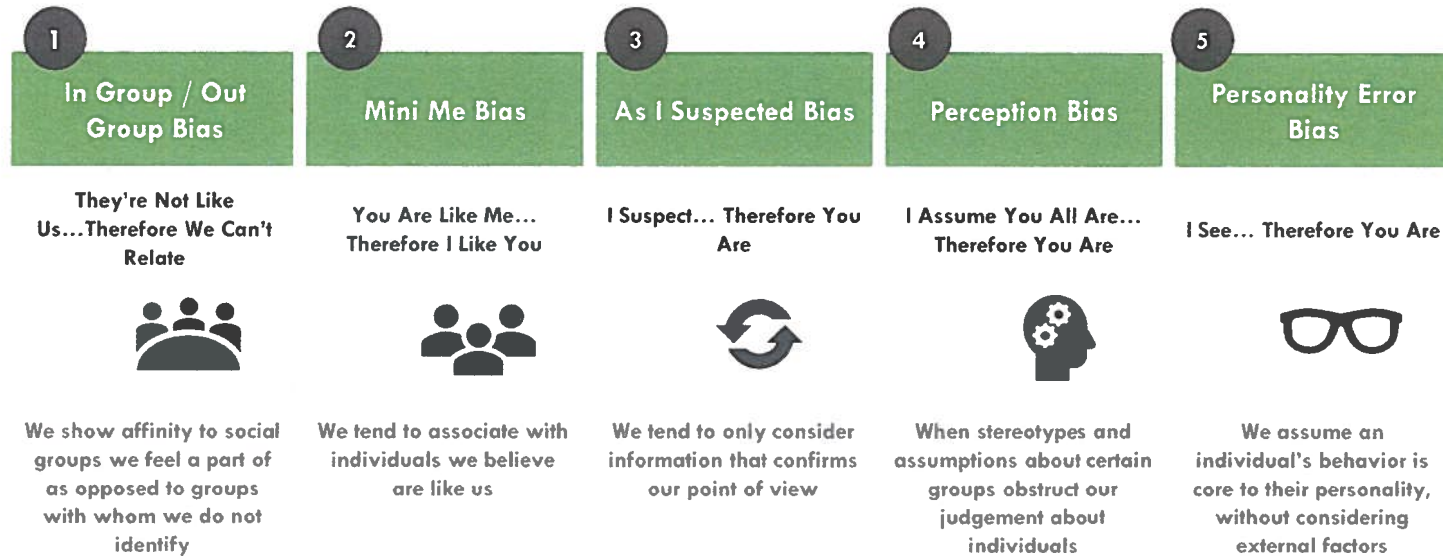 1
In Group / Out
Group Bias
They're Not Like
Us...Therefore We Can't
Relate
We show affinity to social
groups we feel a part of
as opposed to groups
with whom we do not
identify
2
Mini Me Bias
You Are Like Me...
Therefore I Like You
We tend to associate with
individuals we believe
are like us
3
As I Suspected Bias
I Suspect... Therefore You
Are
We tend to only consider
information that confirms
our point of view
4
Perception Bias
I Assume You All Are...
Therefore You Are
When stereotypes and
assumptions about certain
groups obstruct our
judgement about
individuals
5
Personality Error
Bias
I See... Therefore You Are
We assume an
individual's behavior is
core to their personality,
without considering
external factors